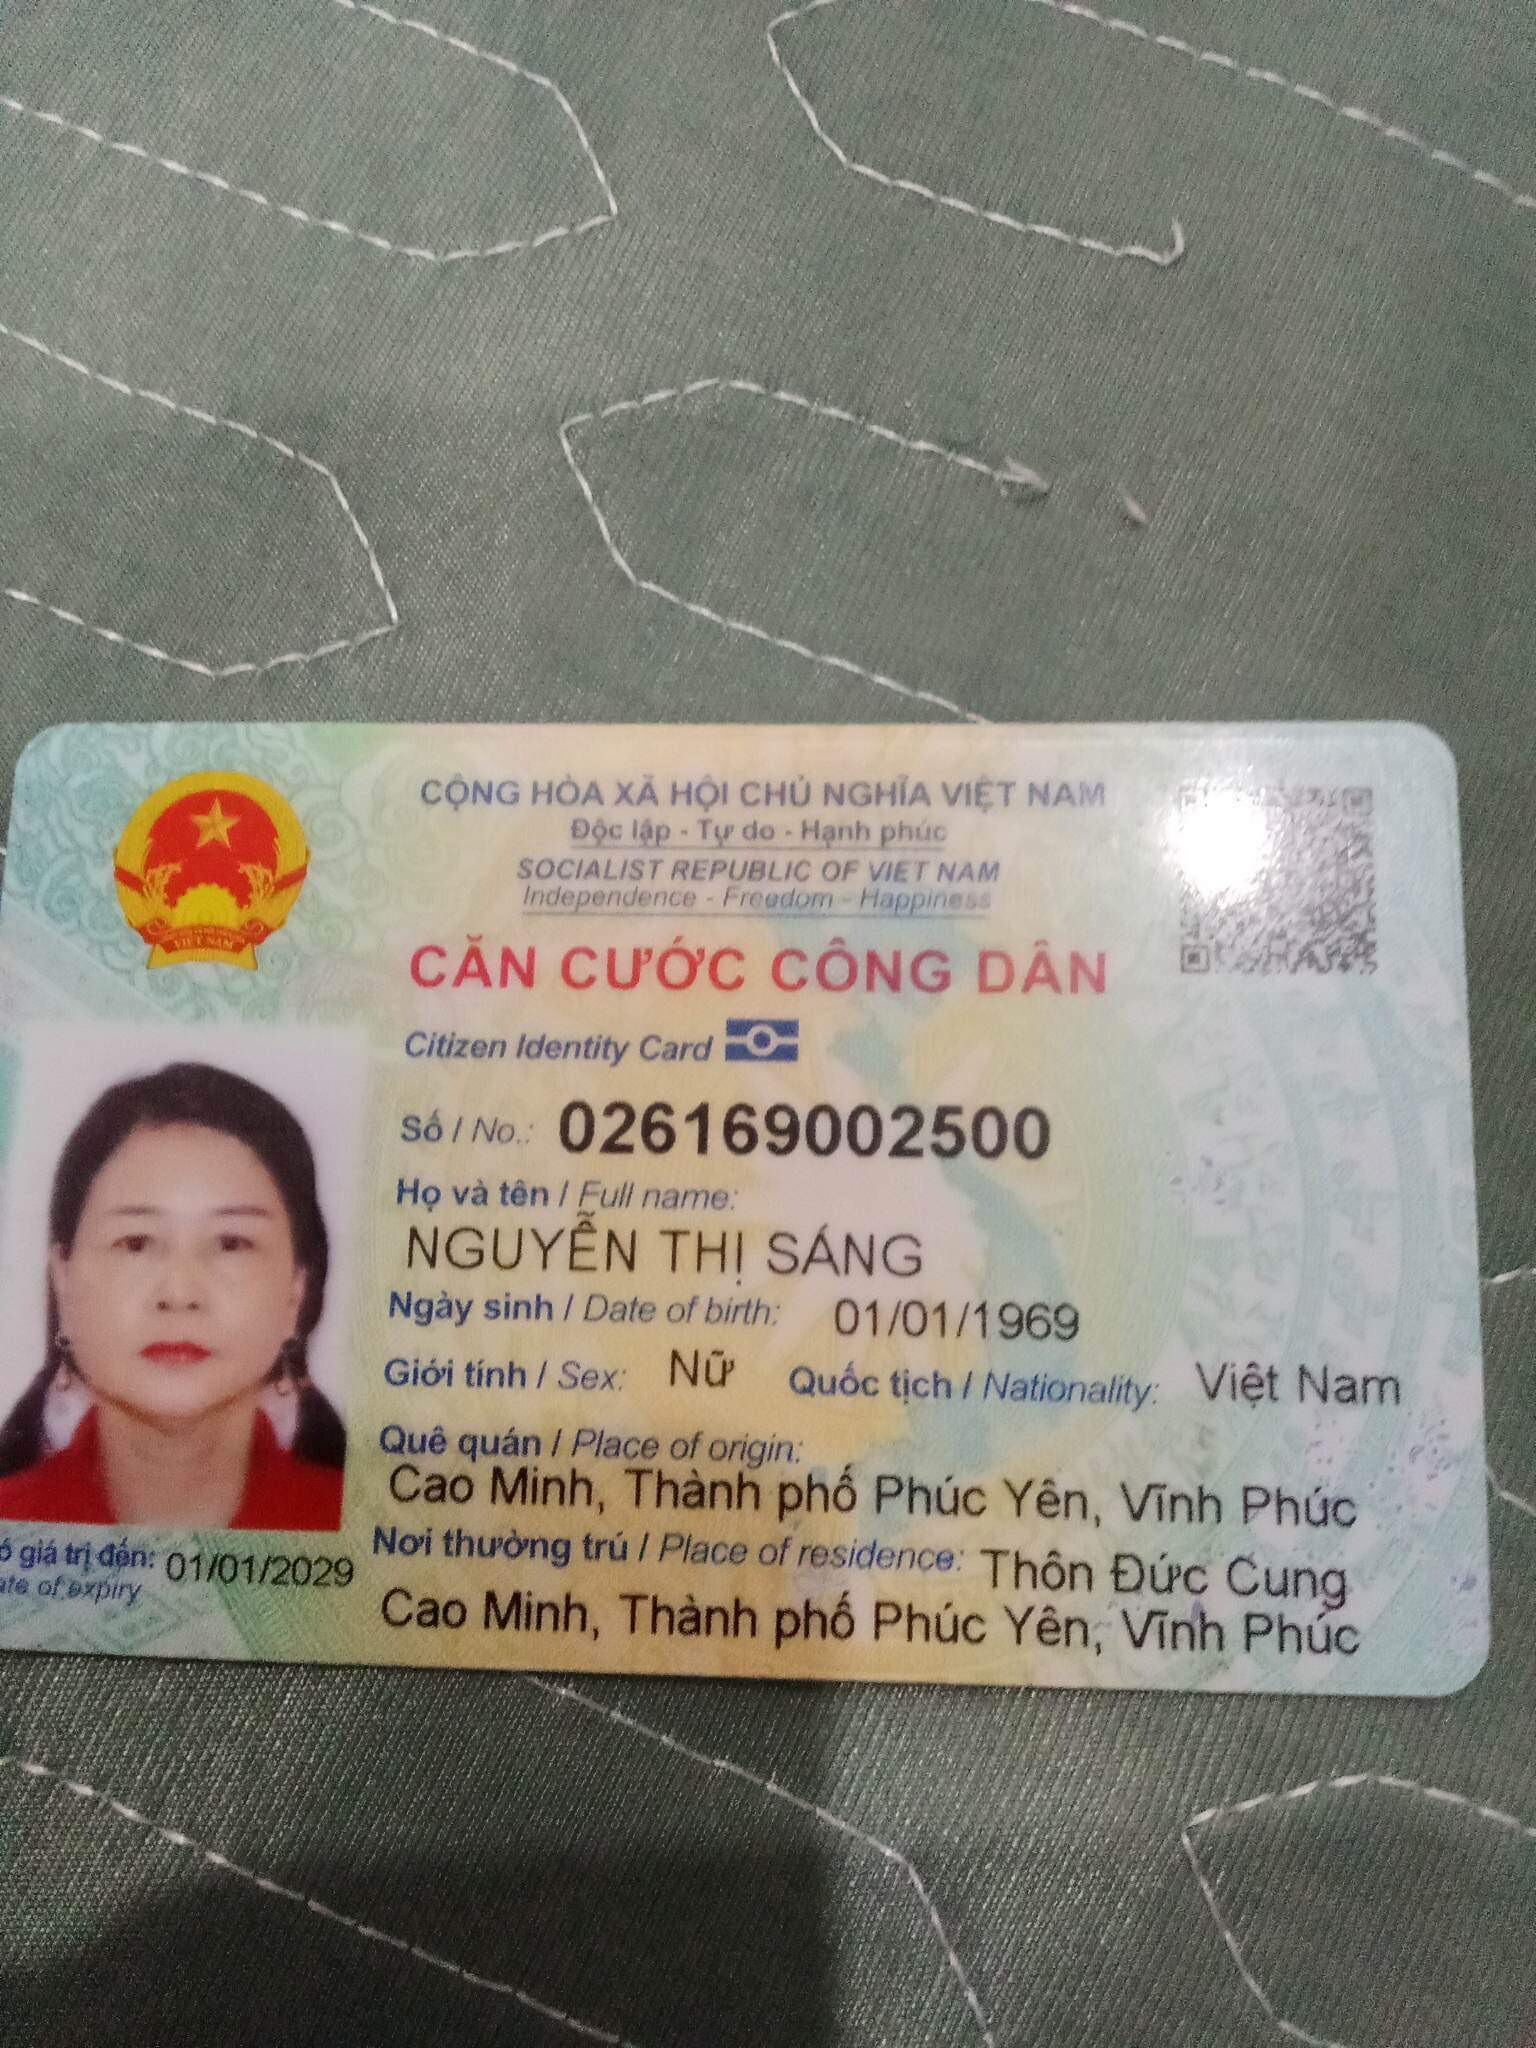 CỘNG HÒA XÃ HỘI CHỦ NGHĨA VIỆT NAM
Độc lập - Tự do - Hạnh phúc
SOCIALIST REPUBLIC OF VIET NAM
Independence - Freedom - Happiness
VIỆT NAM
CĂN CƯỚC CÔNG DÂN
Citizen Identity Card
Số / No.: 026169002500
Họ và tên / Full name:
NGUYỄN THỊ SÁNG
Ngày sinh / Date of birth: 01/01/1969
Giới tính / Sex: Nữ Quốc tịch / Nationality: Việt Nam
Quê quán / Place of origin:
Cao Minh, Thành phố Phúc Yên, Vĩnh Phúc
Nơi thường trú / Place of residence: Thôn Đức Cung
Cao Minh, Thành phố Phúc Yên, Vĩnh Phúc
giá trị đến: 01/01/2029
of expiry